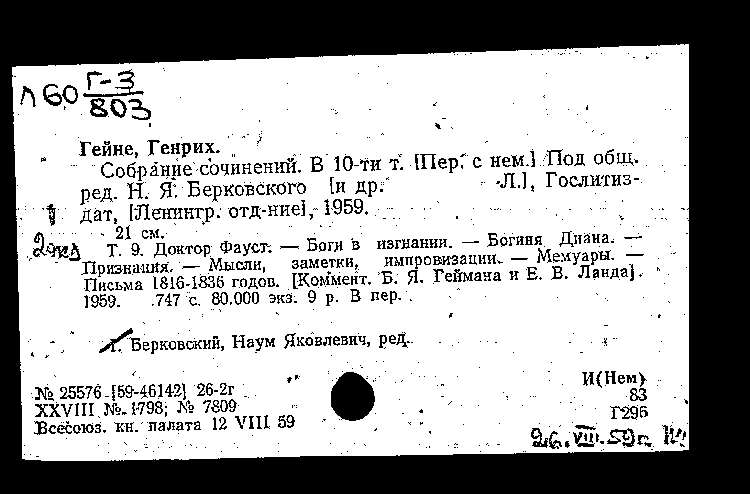 Л60 Г-3
803
Гейне, Генрих.
Собрание сочинений. В 10-ти т. [Пер. с нем.] Под общ.
ред. Н. Я. Берковского [и др. -Л.], Гослитиз-
дат, [Ленингр. отд-ние], 1959.
21 см.
Т. 9. Доктор Фауст. — Боги в изгнании. — Богиня Диана. —
Признания. — Мысли, заметки, импровизации. — Мемуары. —
Письма 1816-1836 годов. [Коммент. Б. Я. Геймана и Е. В. Ланда].
1959. 747 с. 80.000 экз. 9 р. В пер.
I. Берковский, Наум Яковлевич, ред.
№ 25576 [59-46142] 26-2г
XXVIII № 1798; № 7809
Всесоюз. кн. палата 12 VIII 59
И(Нем)
83
Г296
26.VIII.59г.